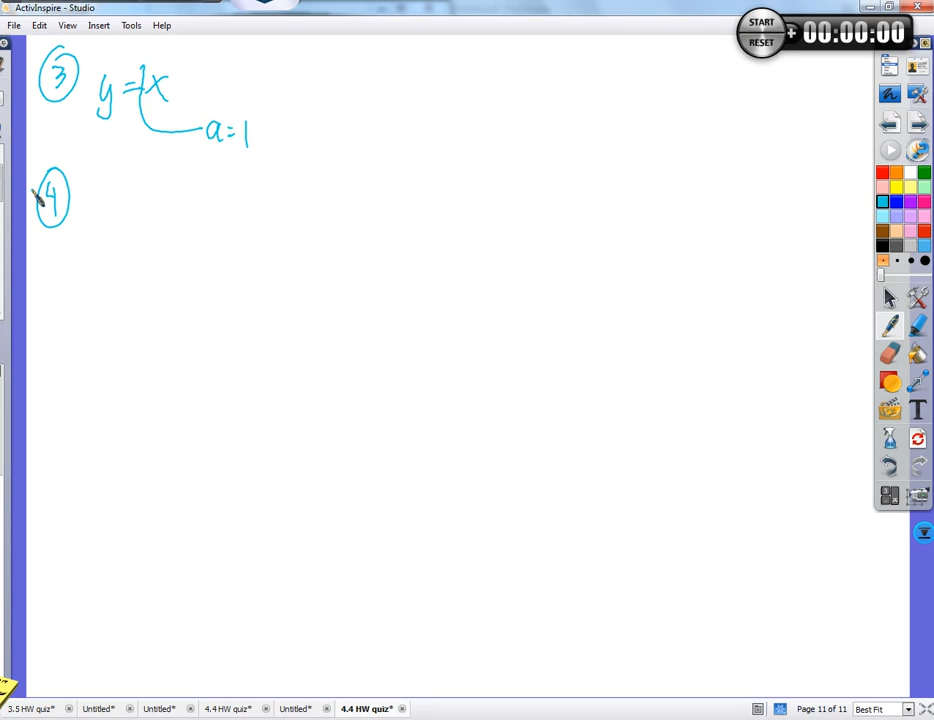 ActivInspire - Studio
File Edit View Insert Tools Help
START
RESET
00:00:00
3 y = 1x
a = 1
4
3.5 HW quiz* Untitled* Untitled* 4.4 HW quiz* Untitled* 4.4 HW quiz*
Page 11 of 11 Best Fit